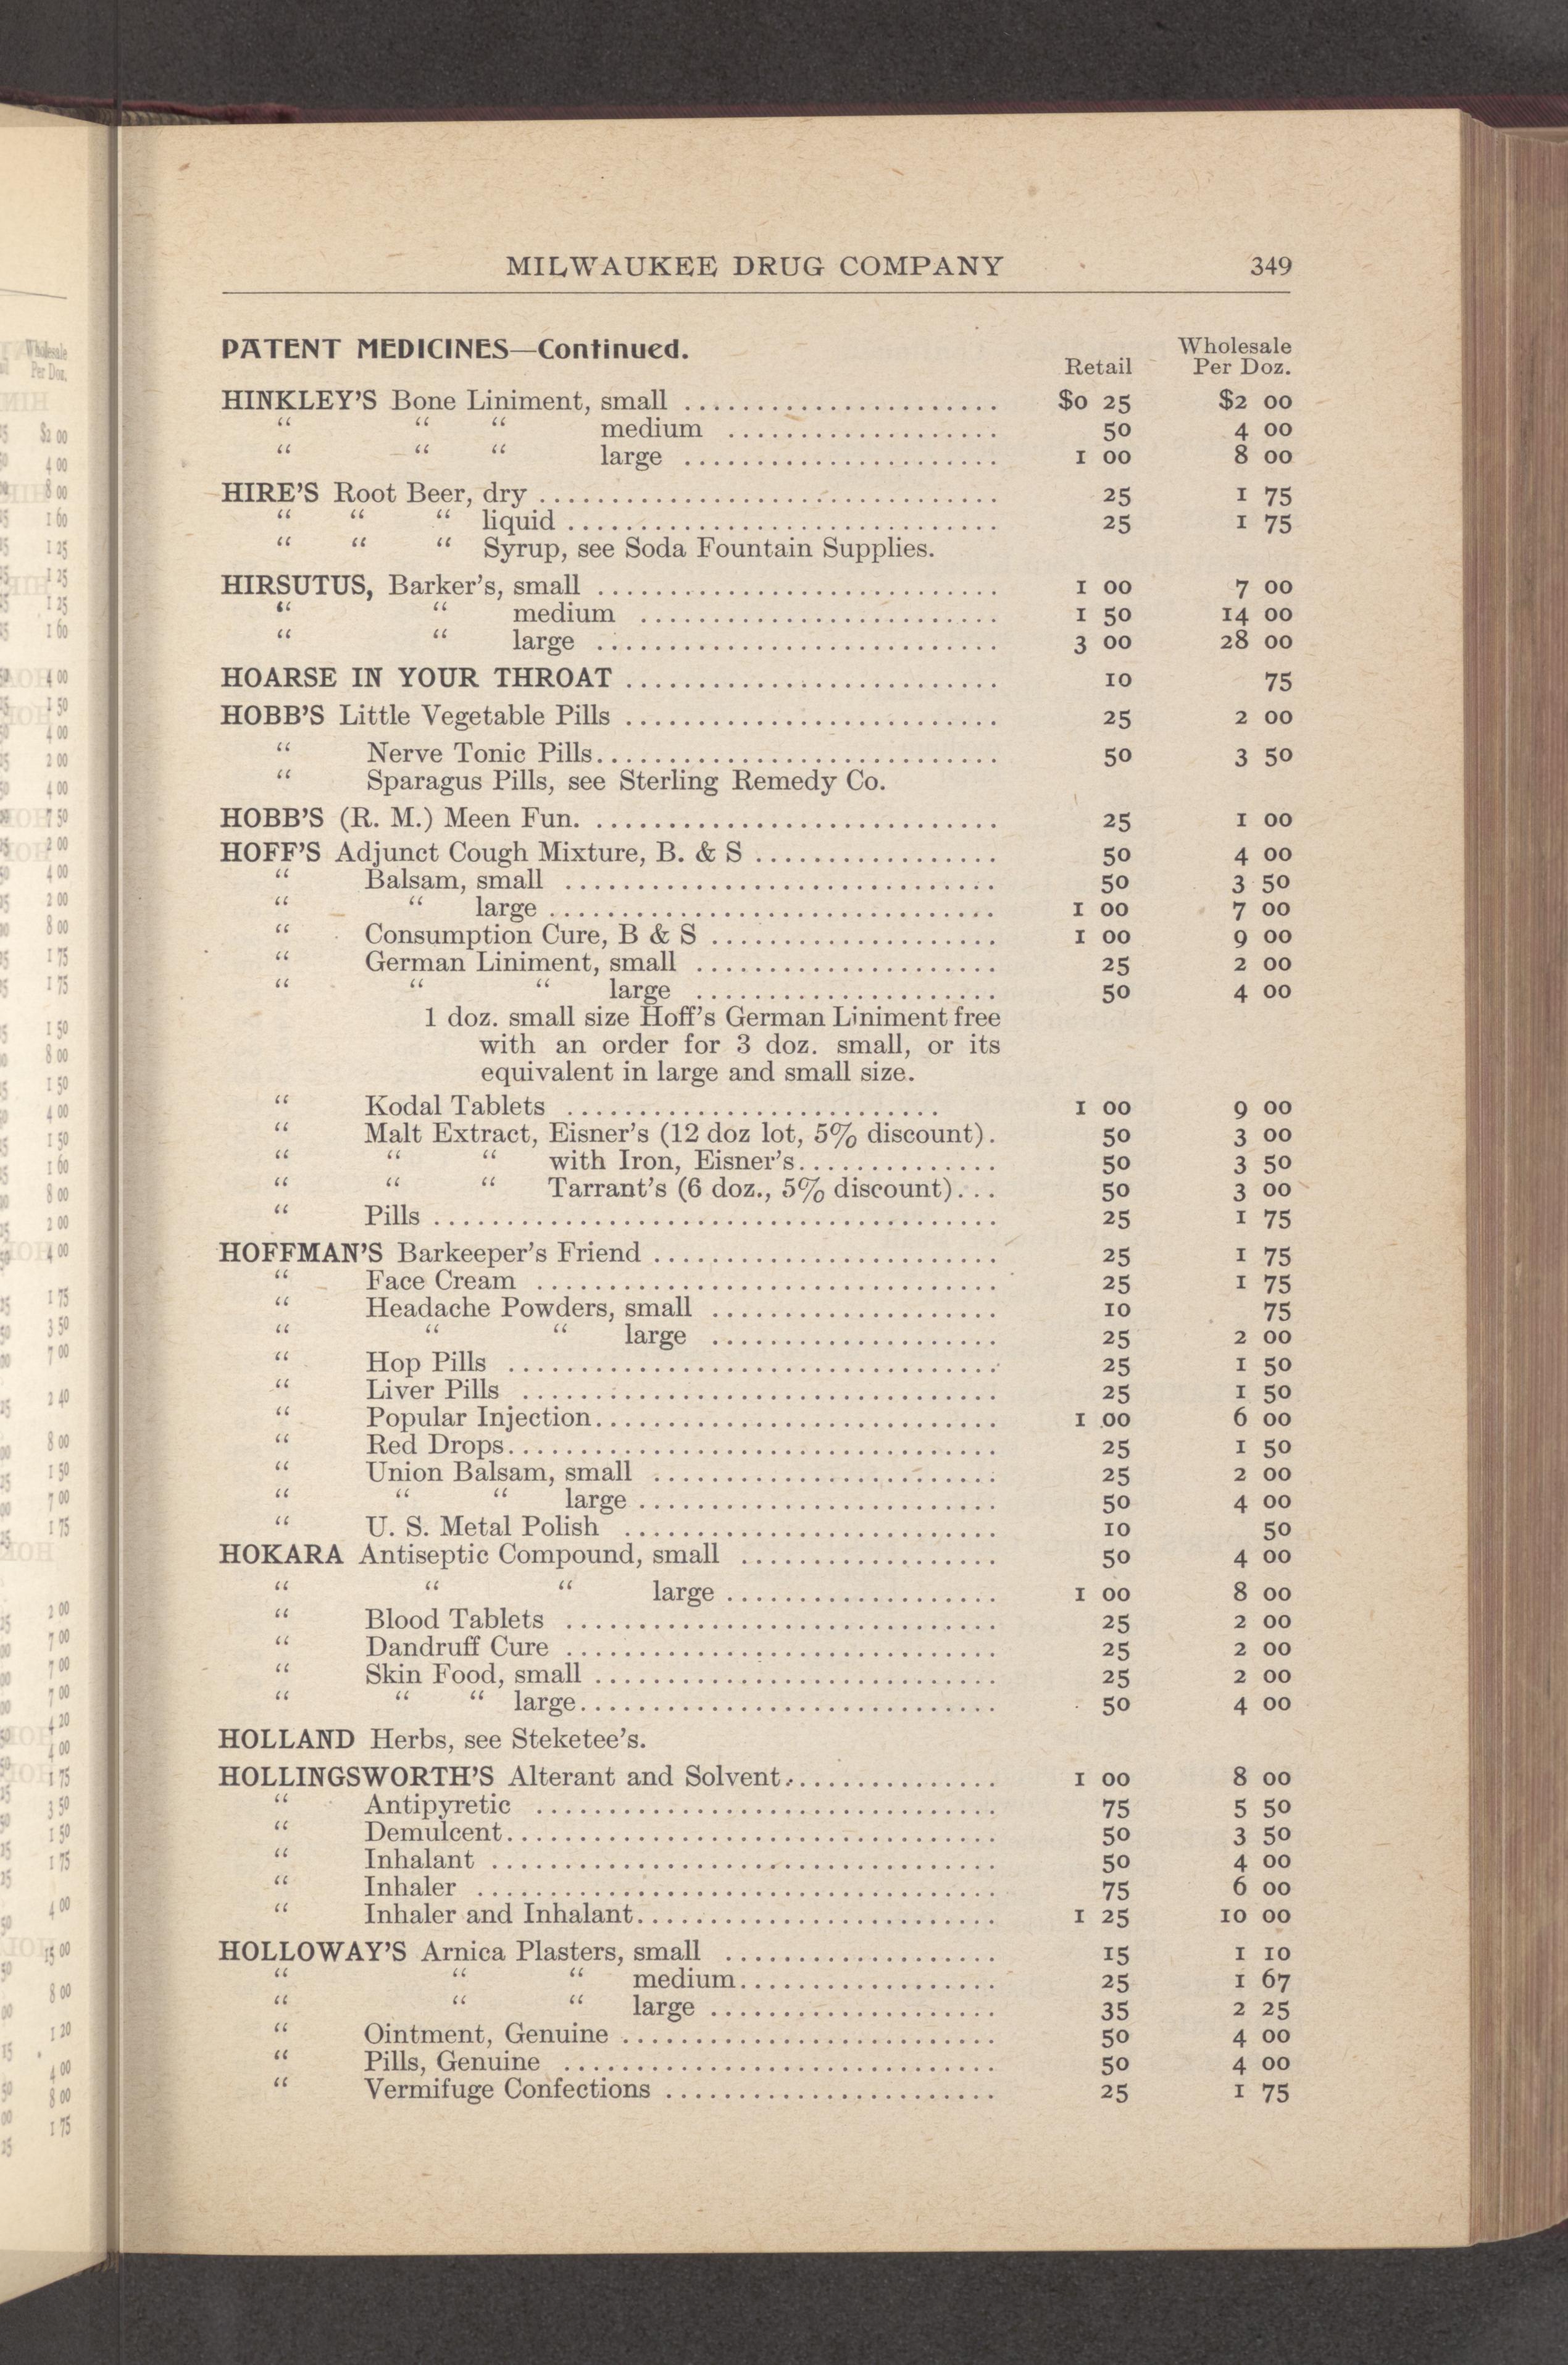 MILWAUKEE DRUG COMPANY 349
PATENT MEDICINES—Continued. Retail Wholesale Per Doz.
HINKLEY'S Bone Liniment, small ...................... $0 25 $2 00
“ “ “ medium ................... 50 4 00
“ “ “ large ...................... 1 00 8 00
HIRE'S Root Beer, dry ................................ 25 1 75
“ “ “ liquid .............................. 25 1 75
“ “ “ Syrup, see Soda Fountain Supplies.
HIRSUTUS, Barker's, small ............................ 1 00 7 00
“ “ medium ......................... 1 50 14 00
“ “ large ............................ 3 00 28 00
HOARSE IN YOUR THROAT .......................... 10 75
HOBB'S Little Vegetable Pills .......................... 25 2 00
“ Nerve Tonic Pills............................ 50 3 50
“ Sparagus Pills, see Sterling Remedy Co.
HOBB'S (R. M.) Meen Fun. ............................ 25 1 00
HOFF'S Adjunct Cough Mixture, B. & S ................. 50 4 00
“ Balsam, small .............................. 50 3 50
“ “ large ............................... 1 00 7 00
“ Consumption Cure, B & S .................... 1 00 9 00
“ German Liniment, small ..................... 25 2 00
“ “ “ large ..................... 50 4 00
1 doz. small size Hoff's German Liniment free
with an order for 3 doz. small, or its
equivalent in large and small size.
“ Kodal Tablets .......................... 1 00 9 00
“ Malt Extract, Eisner's (12 doz lot, 5% discount). 50 3 00
“ “ “ with Iron, Eisner's.............. 50 3 50
“ “ “ Tarrant's (6 doz., 5% discount)... 50 3 00
“ Pills ....................................... 25 1 75
HOFFMAN'S Barkeeper's Friend ........................ 25 1 75
“ Face Cream ................................ 25 1 75
“ Headache Powders, small .................... 10 75
“ “ “ large .................... 25 2 00
“ Hop Pills .................................. 25 1 50
“ Liver Pills ................................. 25 1 50
“ Popular Injection............................ 1 00 6 00
“ Red Drops.................................. 25 1 50
“ Union Balsam, small ........................ 25 2 00
“ “ “ large ......................... 50 4 00
“ U. S. Metal Polish .......................... 10 50
HOKARA Antiseptic Compound, small .................. 50 4 00
“ “ “ large ................... 1 00 8 00
“ Blood Tablets .............................. 25 2 00
“ Dandruff Cure .............................. 25 2 00
“ Skin Food, small ............................ 25 2 00
“ “ “ large............................. 50 4 00
HOLLAND Herbs, see Steketee's.
HOLLINGSWORTH'S Alterant and Solvent............... 1 00 8 00
“ Antipyretic ................................ 75 5 50
“ Demulcent.................................. 50 3 50
“ Inhalant ................................... 50 4 00
“ Inhaler .................................... 75 6 00
“ Inhaler and Inhalant......................... 1 25 10 00
HOLLOWAY'S Arnica Plasters, small ................... 15 1 10
“ “ “ medium.................. 25 1 67
“ “ “ large .................... 35 2 25
“ Ointment, Genuine .......................... 50 4 00
“ Pills, Genuine .............................. 50 4 00
“ Vermifuge Confections ....................... 25 1 75